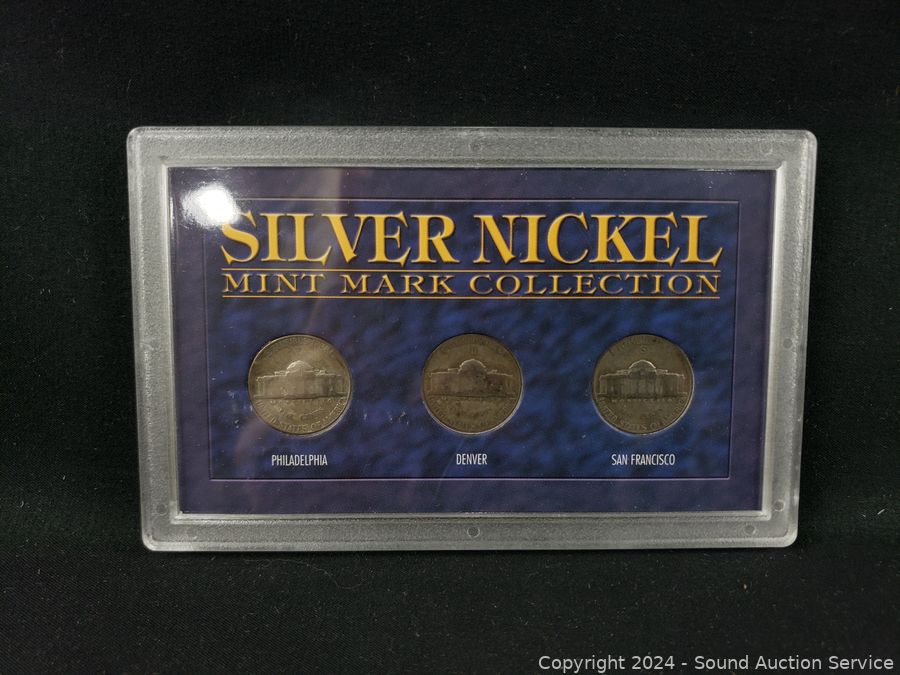 SILVER NICKEL
MINT MARK COLLECTION
PHILADELPHIA
DENVER
SAN FRANCISCO
Copyright © 2024 - Sound Auction Service